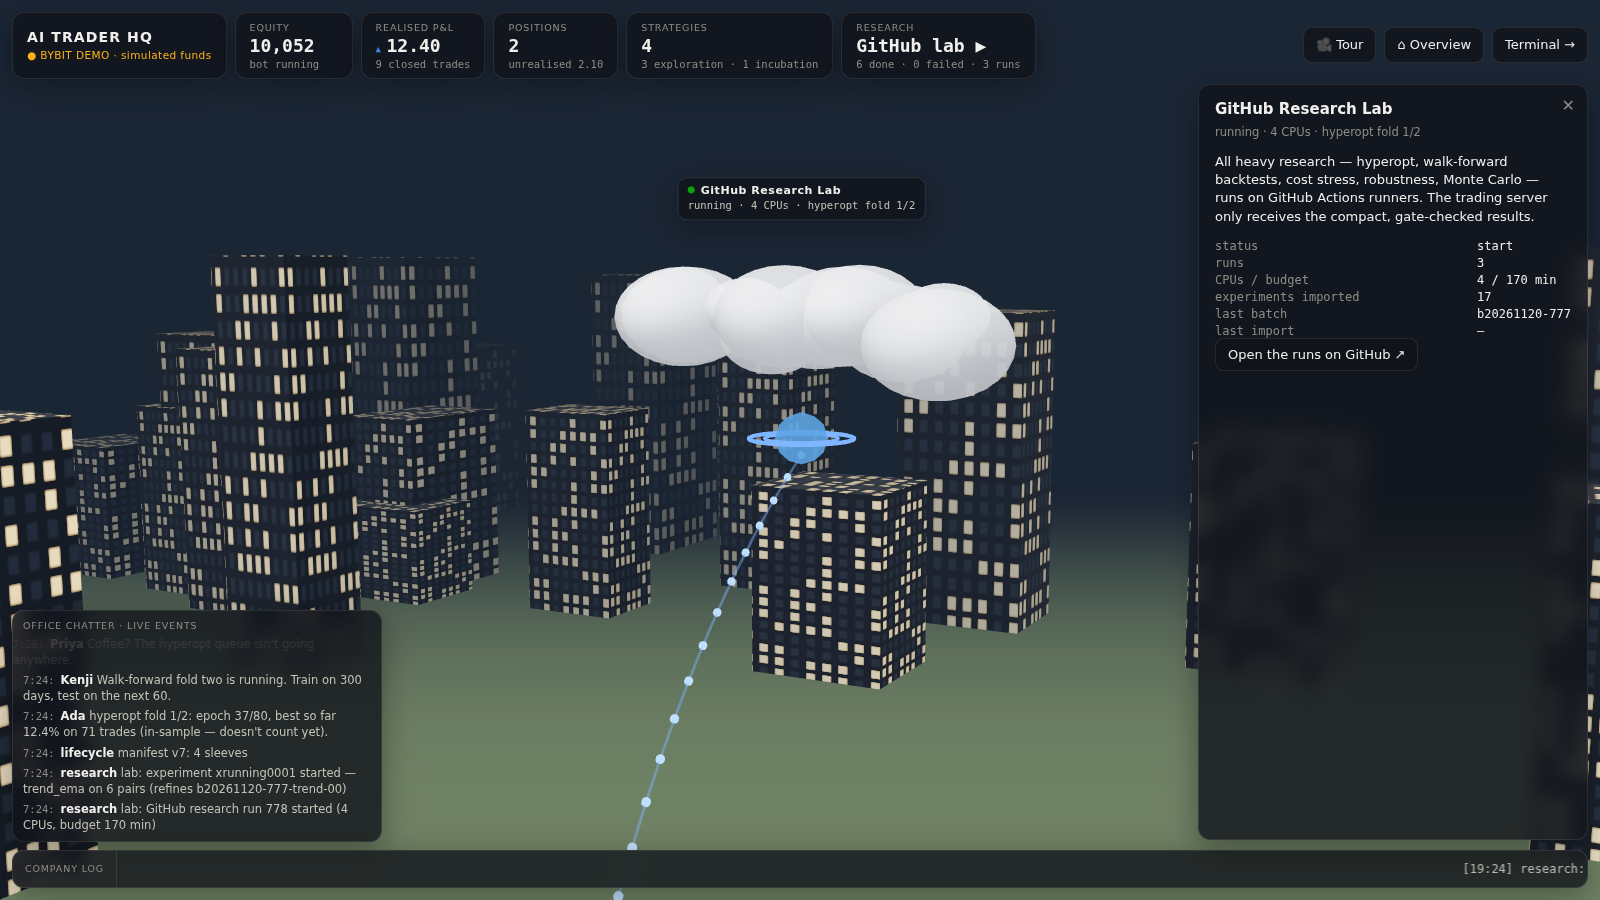 AI TRADER HQ
● BYBIT DEMO · simulated funds
EQUITY
10,052
bot running
REALISED P&L
▲ 12.40
9 closed trades
POSITIONS
2
unrealised 2.10
STRATEGIES
4
3 exploration · 1 incubation
RESEARCH
GitHub lab ▶
6 done · 0 failed · 3 runs
🎥 Tour
⌂ Overview
Terminal →
GitHub Research Lab
running · 4 CPUs · hyperopt fold 1/2
GitHub Research Lab ✕
running · 4 CPUs · hyperopt fold 1/2
All heavy research — hyperopt, walk-forward
backtests, cost stress, robustness, Monte Carlo —
runs on GitHub Actions runners. The trading server
only receives the compact, gate-checked results.
status start
runs 3
CPUs / budget 4 / 170 min
experiments imported 17
last batch b20261120-777
last import —
Open the runs on GitHub ↗
OFFICE CHATTER · LIVE EVENTS
Priya Coffee? The hyperopt queue isn't going
anywhere.
7:24: Kenji Walk-forward fold two is running. Train on 300
days, test on the next 60.
7:24: Ada hyperopt fold 1/2: epoch 37/80, best so far
12.4% on 71 trades (in-sample — doesn't count yet).
7:24: lifecycle manifest v7: 4 sleeves
7:24: research lab: experiment xrunning0001 started —
trend_ema on 6 pairs (refines b20261120-777-trend-00)
7:24: research lab: GitHub research run 778 started (4
CPUs, budget 170 min)
COMPANY LOG
[19:24] research: